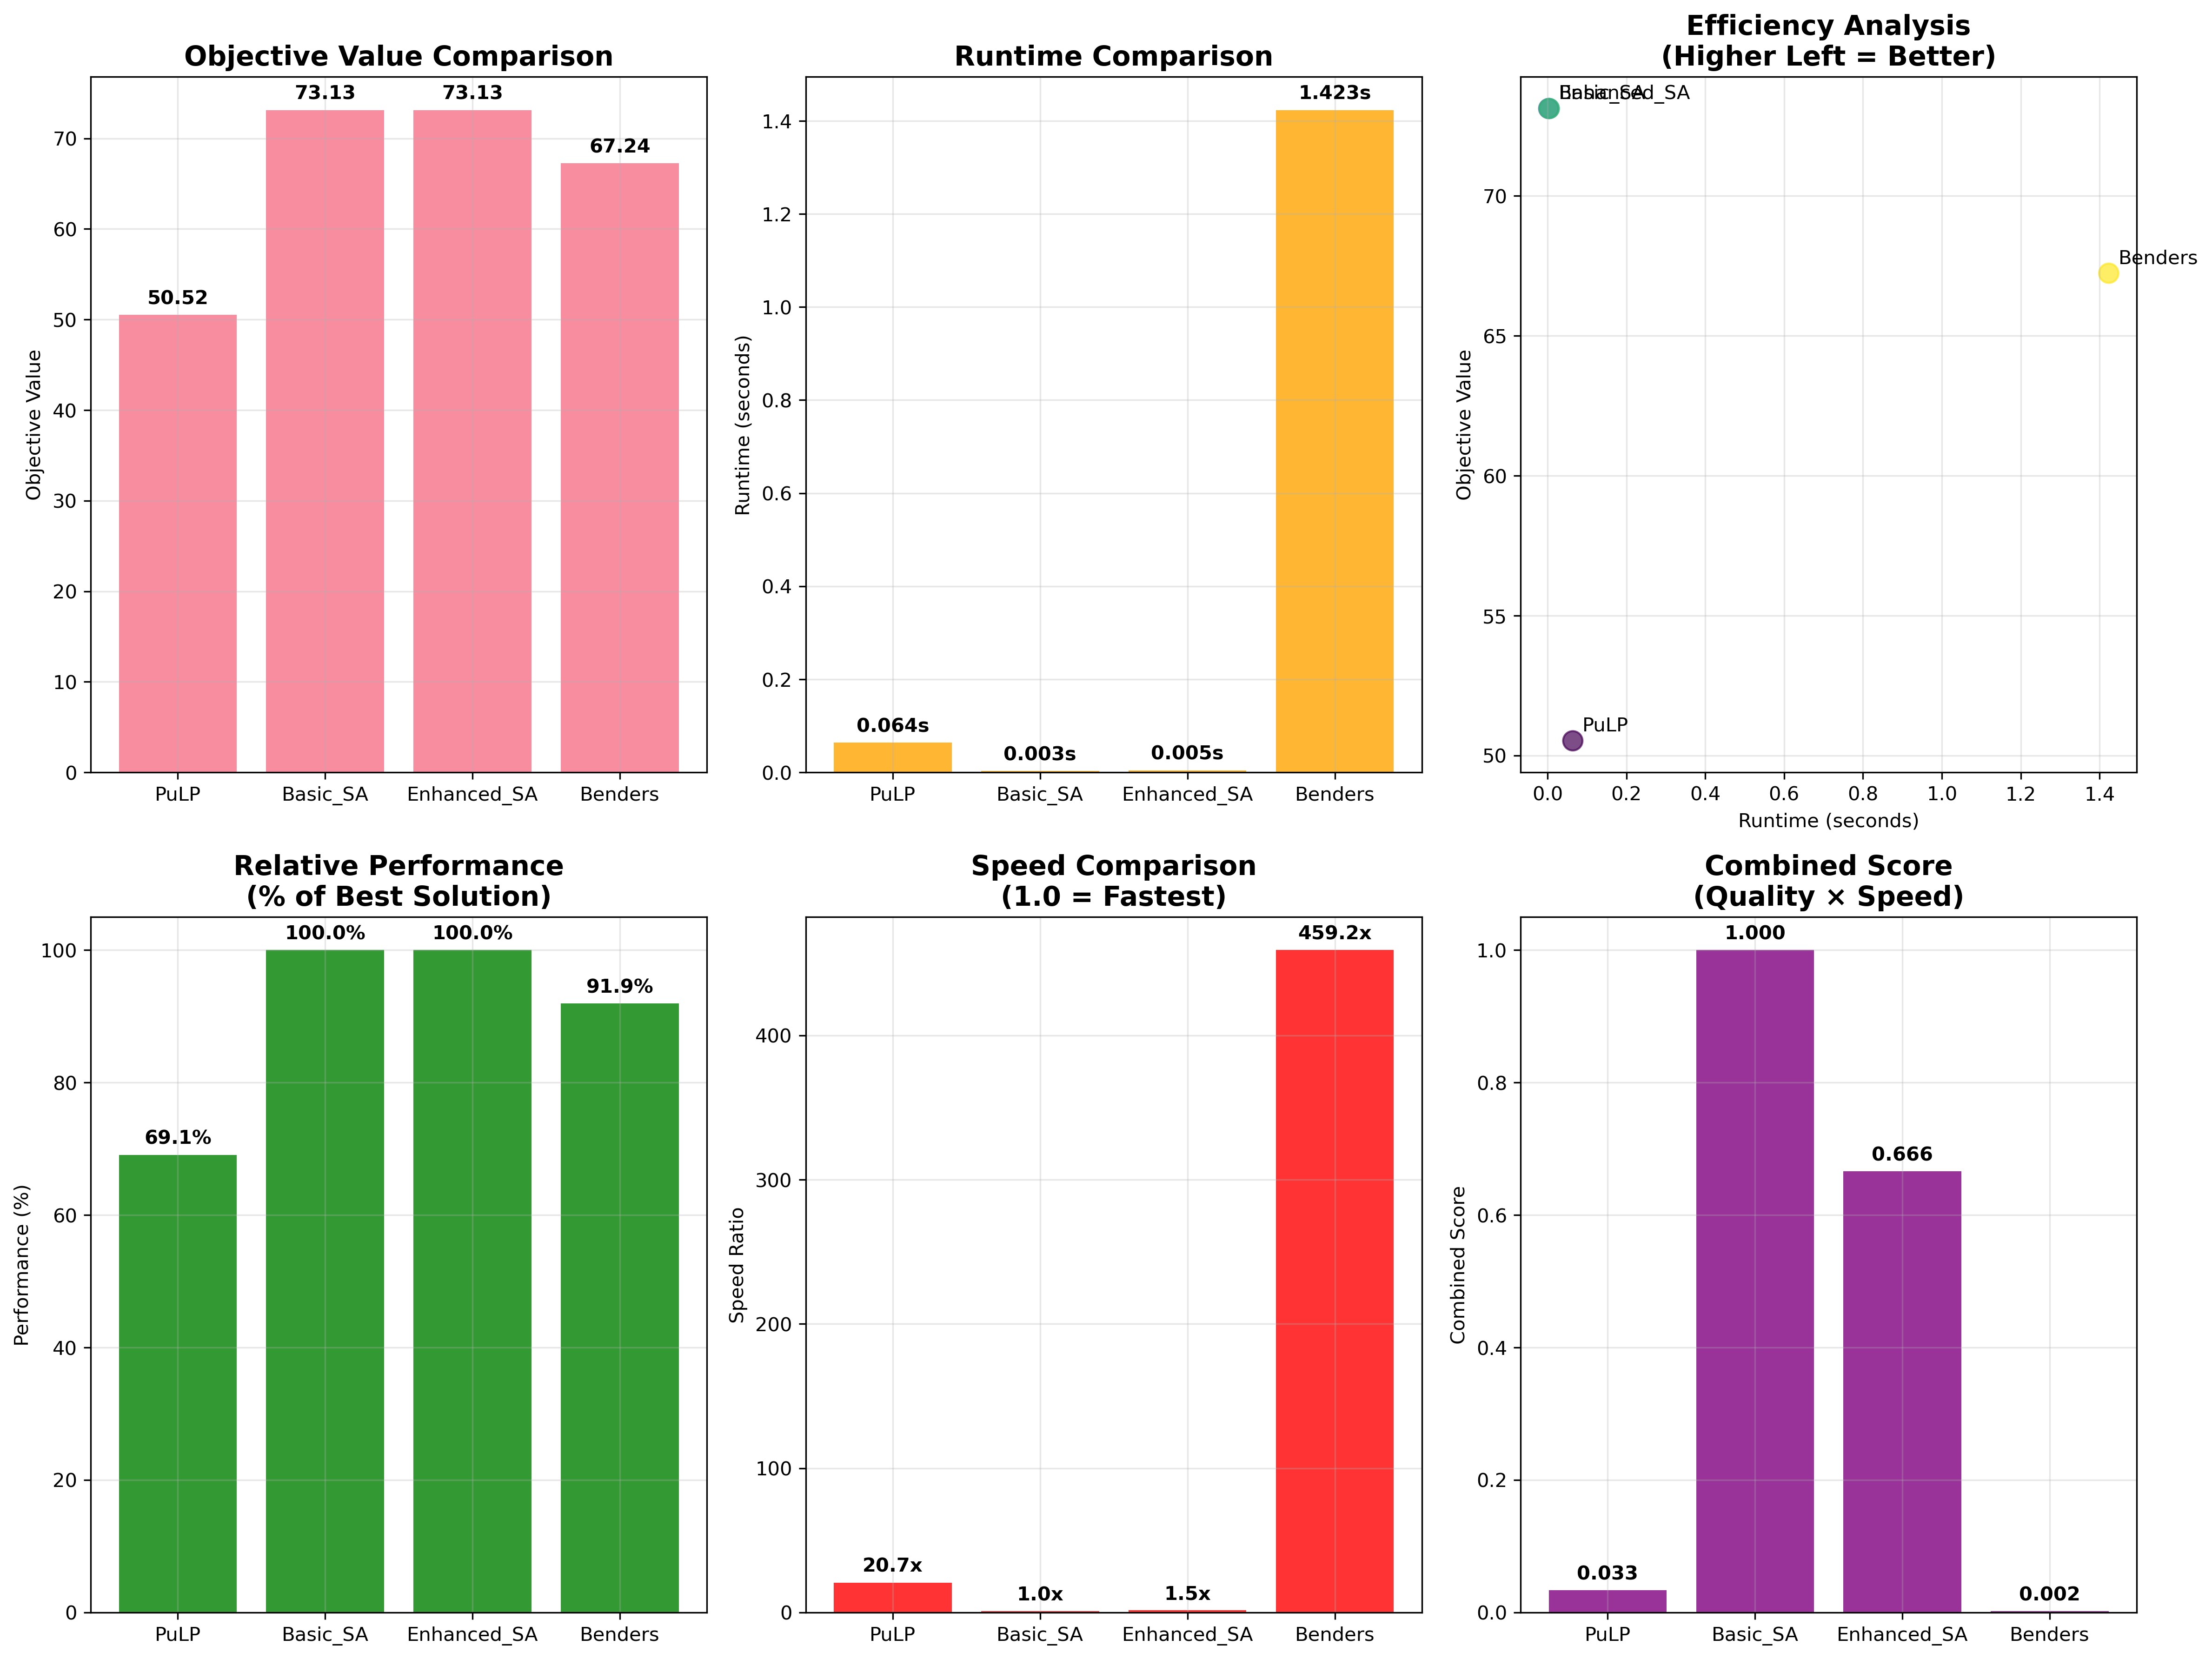 Objective Value Comparison
Objective Value
70
60
50
40
30
20
10
0
50.52
73.13
73.13
67.24
PuLP
Basic_SA
Enhanced_SA
Benders
Runtime Comparison
Runtime (seconds)
1.4
1.2
1.0
0.8
0.6
0.4
0.2
0.0
0.064s
0.003s
0.005s
1.423s
PuLP
Basic_SA
Enhanced_SA
Benders
Efficiency Analysis
(Higher Left = Better)
Objective Value
70
65
60
55
50
Basic_SA
Enhanced_SA
Benders
PuLP
0.0
0.2
0.4
0.6
0.8
1.0
1.2
1.4
Runtime (seconds)
Relative Performance
(% of Best Solution)
Performance (%)
100
80
60
40
20
0
69.1%
100.0%
100.0%
91.9%
PuLP
Basic_SA
Enhanced_SA
Benders
Speed Comparison
(1.0 = Fastest)
Speed Ratio
400
300
200
100
0
20.7x
1.0x
1.5x
459.2x
PuLP
Basic_SA
Enhanced_SA
Benders
Combined Score
(Quality × Speed)
Combined Score
1.0
0.8
0.6
0.4
0.2
0.0
0.033
1.000
0.666
0.002
PuLP
Basic_SA
Enhanced_SA
Benders